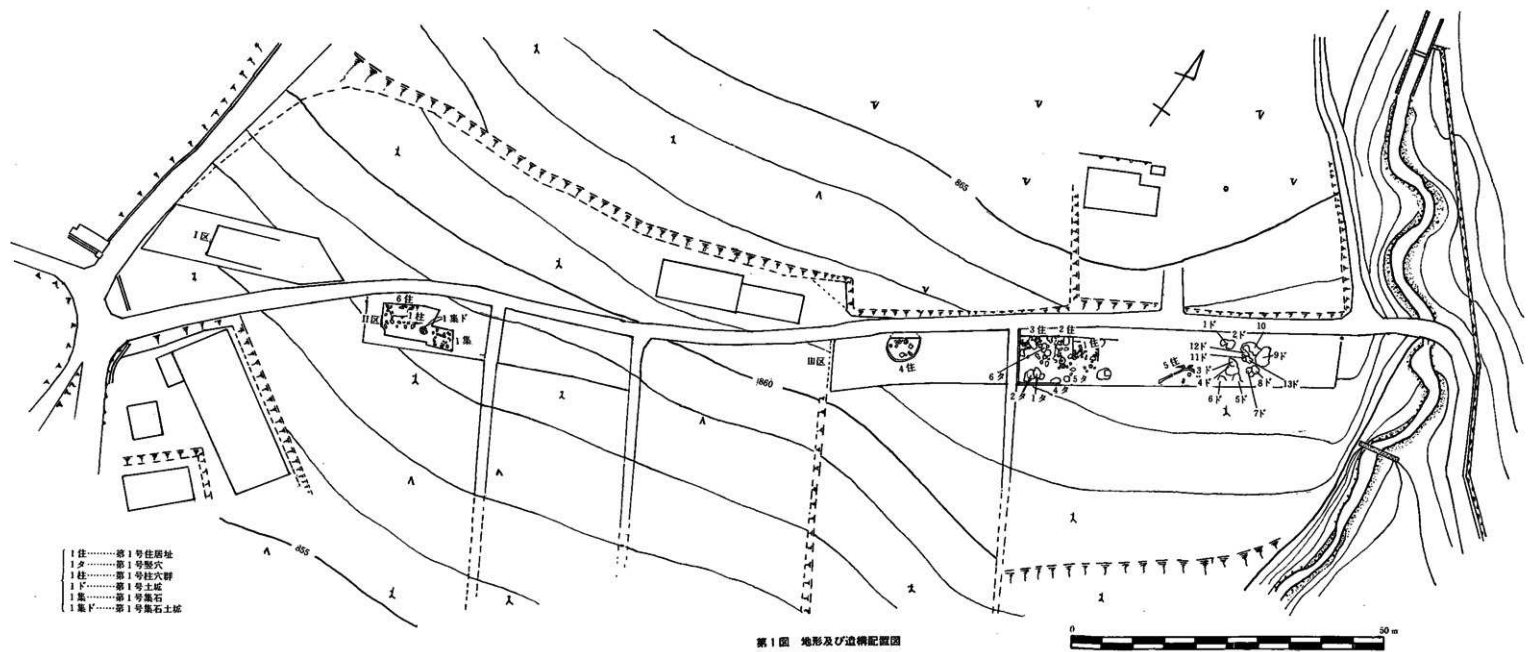 865
I区
6住
1柱
1集ド
II区
1集
III区
4住
3住 2住
1住
6タ
5タ
2タ 1タ 4タ
1860
5住
1ド
2ド
10
12ド
11ド
9ド
3ド
4ド
8ド 13ド
6ド 5ド
7ド
855
1住………第1号住居址
1タ………第1号竪穴
1柱………第1号柱穴群
1ド………第1号土拡
1集………第1号集石
1集ド……第1号集石土拡
第1図 地形及び遺構配置図
0 50m